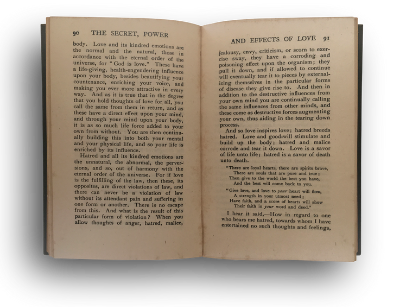 90 THE SECRET, POWER
body. Love and its kindred emotions are
the normal and the natural, those in
accordance with the eternal order of the
universe, for "God is love." These have
a life-giving, health-engendering influence
upon your body, besides beautifying your
countenance, enriching your voice, and
making you ever more attractive in every
way. And as it is true that in the degree
that you hold thoughts of love for all, you
call the same from them in return, and as
these have a direct effect upon your mind,
and through your mind upon your body,
it is as so much life force added to your
own from without. You are then continu-
ally building this into both your mental
and your physical life, and so your life is
enriched by its influence.
Hatred and all its kindred emotions are
the unnatural, the abnormal, the perver-
sions, and so, out of harmony with the
eternal order of the universe. For if love
is the fulfilling of the law, then these, its
opposites, are direct violations of law, and
there can never be a violation of law
without its attendant pain and suffering in
one form or another. There is no escape
from this. And what is the result of this
particular form of violation? When you
allow thoughts of anger, hatred, malice,
AND EFFECTS OF LOVE 91
jealousy, envy, criticism, or scorn to exer-
cise sway, they have a corroding and
poisoning effect upon the organism; they
pull it down, and if allowed to continue
will eventually tear it to pieces by external-
izing themselves in the particular forms
of disease they give rise to. And then in
addition to the destructive influences from
your own mind you are continually calling
the same influences from other minds, and
these come as destructive forces augmenting
your own, thus aiding in the tearing down
process.
And so love inspires love; hatred breeds
hatred. Love and goodwill stimulate and
build up the body; hatred and malice
corrode and tear it down. Love is a savor
of life unto life; hatred is a savor of death
unto death.
"There are loyal hearts, there are spirits brave,
There are souls that are pure and true;
Then give to the world the best you have,
And the best will come back to you.
"Give love, and love to your heart will flow,
A strength in your utmost need;
Have faith, and a score of hearts will show
Their faith in your word and deed."
I hear it said,—How in regard to one
who bears me hatred, towards whom I have
entertained no such thoughts and feelings,